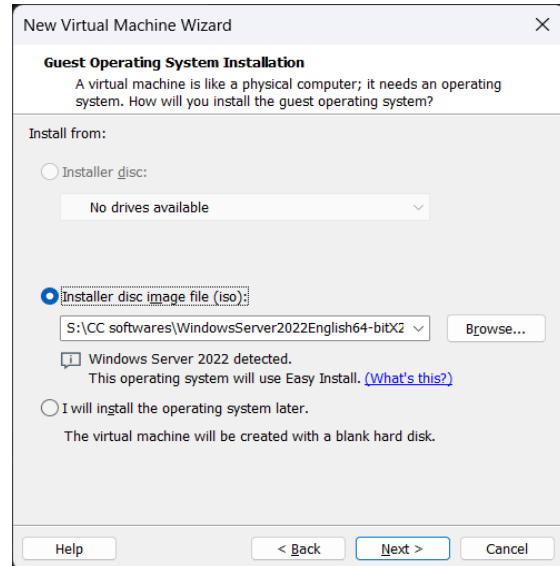 New Virtual Machine Wizard
Guest Operating System Installation
A virtual machine is like a physical computer; it needs an operating
system. How will you install the guest operating system?
Install from:
Installer disc:
No drives available
Installer disc image file (iso):
S:\CC softwares\WindowsServer2022English64-bitX2
Browse...
Windows Server 2022 detected.
This operating system will use Easy Install. (What's this?)
I will install the operating system later.
The virtual machine will be created with a blank hard disk.
Help
< Back
Next >
Cancel